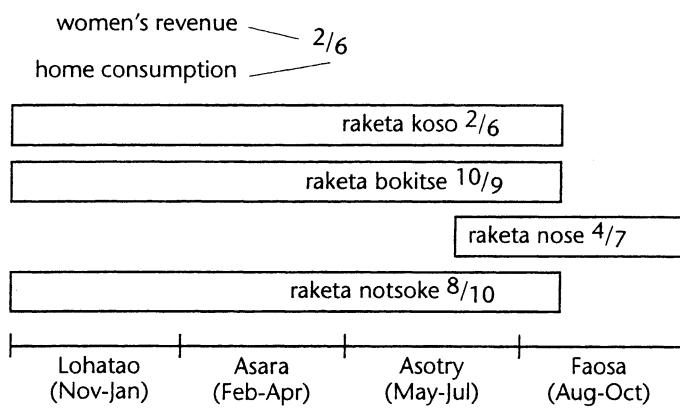 women's revenue
2/6
home consumption
raketa koso 2/6
raketa bokitse 10/9
raketa nose 4/7
raketa notsoke 8/10
Lohatao Asara Asotry Faosa
(Nov-Jan) (Feb-Apr) (May-Jul) (Aug-Oct)